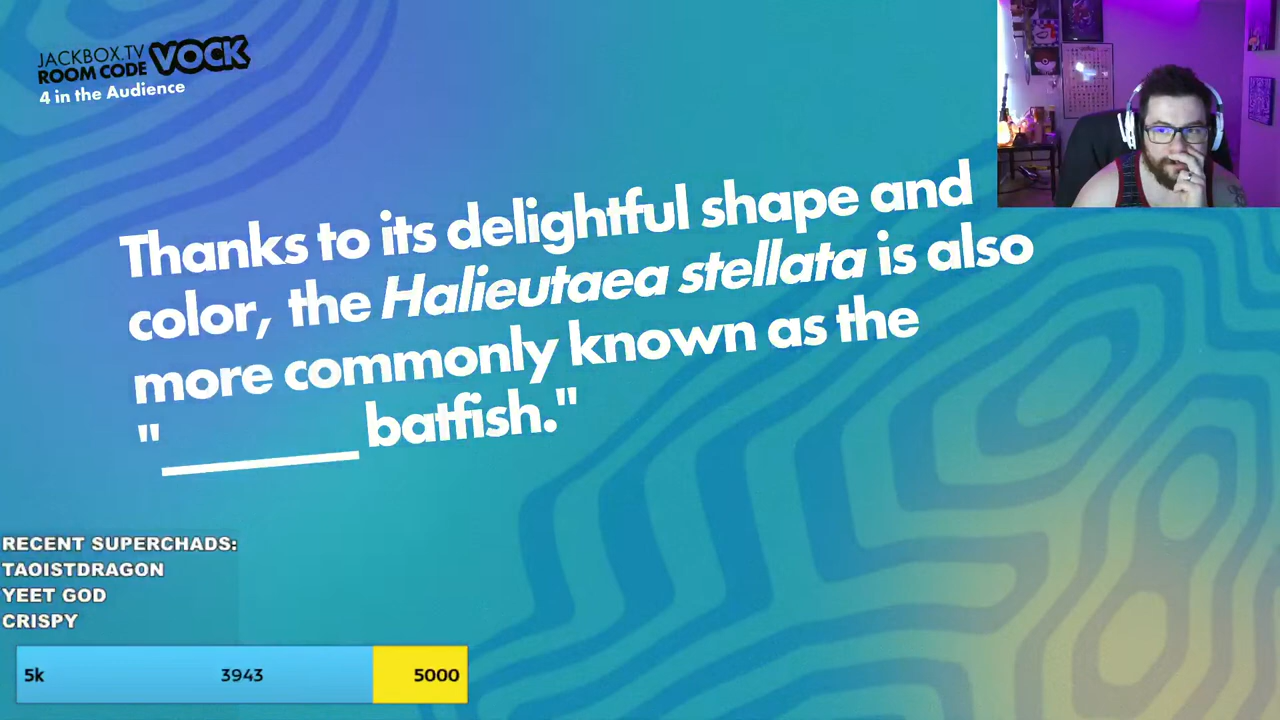 JACKBOX.TV
ROOM CODE VOCK
4 in the Audience
Thanks to its delightful shape and
color, the Halieutaea stellata is also
more commonly known as the
"_______ batfish."
RECENT SUPERCHADS:
TAOISTDRAGON
YEET GOD
CRISPY
5k 3943 5000